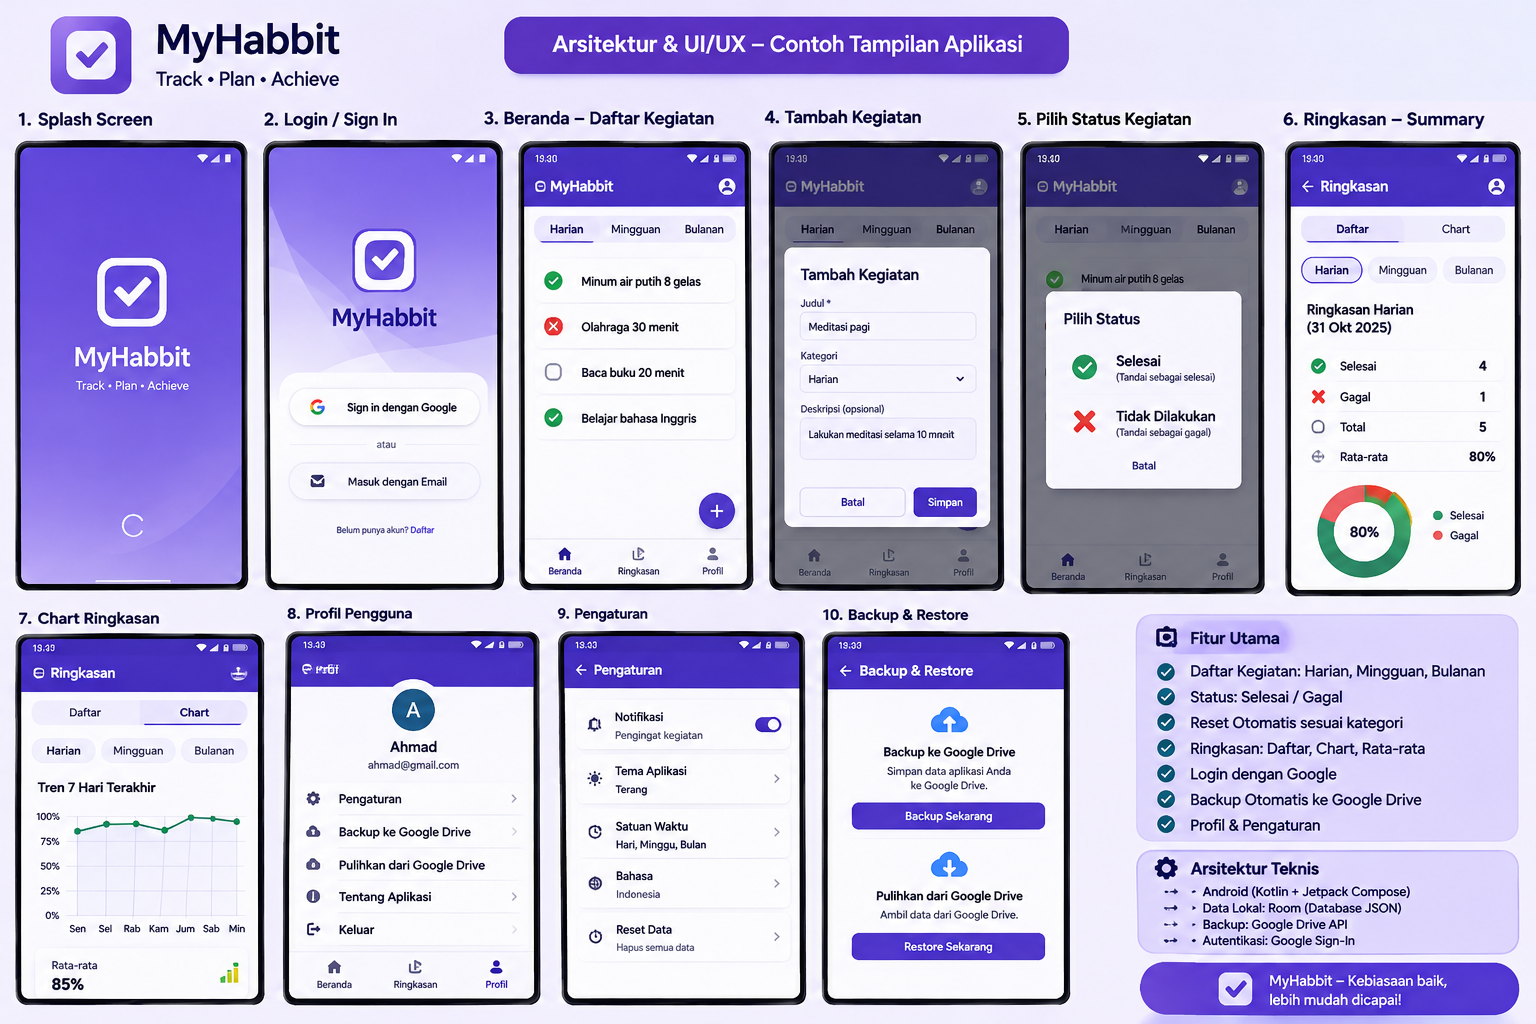 MyHabbit
Track • Plan • Achieve
Arsitektur & UI/UX – Contoh Tampilan Aplikasi
1. Splash Screen
MyHabbit
Track • Plan • Achieve
2. Login / Sign In
MyHabbit
Sign in dengan Google
atau
Masuk dengan Email
Belum punya akun? Daftar
3. Beranda – Daftar Kegiatan
MyHabbit
Harian Mingguan Bulanan
Minum air putih 8 gelas
Olahraga 30 menit
Baca buku 20 menit
Belajar bahasa Inggris
+
Beranda Ringkasan Profil
4. Tambah Kegiatan
MyHabbit
Harian Mingguan Bulanan
Tambah Kegiatan
Judul *
Meditasi pagi
Kategori
Harian
Deskripsi (opsional)
Lakukan meditasi selama 10
Batal Simpan
Beranda Ringkasan Profil
5. Pilih Status Kegiatan
MyHabbit
Harian Mingguan Bulanan
Minum air putih 8 gelas
Pilih Status
Selesai
(Tandai sebagai selesai)
Tidak Dilakukan
(Tandai sebagai gagal)
Batal
Beranda Ringkasan Profil
6. Ringkasan – Summary
Ringkasan
Daftar Chart
Harian Mingguan Bulanan
Ringkasan Harian
(31 Okt 2025)
Selesai 4
Gagal 1
Total 5
Rata-rata 80%
80%
Selesai
Gagal
7. Chart Ringkasan
Ringkasan
Daftar Chart
Harian Mingguan Bulanan
Tren 7 Hari Terakhir
100%
75%
50%
25%
0%
Sen Sel Rab Kam Jum Sab Min
Rata-rata
85%
8. Profil Pengguna
A
Ahmad
ahmad@gmail.com
Pengaturan
Backup ke Google Drive
Pulihkan dari Google Drive
Tentang Aplikasi
Keluar
Beranda Ringkasan Profil
9. Pengaturan
Pengaturan
Notifikasi
Pengingat kegiatan
Tema Aplikasi
Terang
Satuan Waktu
Hari, Minggu, Bulan
Bahasa
Indonesia
Reset Data
Hapus semua data
10. Backup & Restore
Backup & Restore
Backup ke Google Drive
Simpan data aplikasi Anda
ke Google Drive.
Backup Sekarang
Pulihkan dari Google Drive
Ambil data dari Google Drive.
Restore Sekarang
Fitur Utama
Daftar Kegiatan: Harian, Mingguan, Bulanan
Status: Selesai / Gagal
Reset Otomatis sesuai kategori
Ringkasan: Daftar, Chart, Rata-rata
Login dengan Google
Backup Otomatis ke Google Drive
Profil & Pengaturan
Arsitektur Teknis
• Android (Kotlin + Jetpack Compose)
• Data Lokal: Room (Database JSON)
• Backup: Google Drive API
• Autentikasi: Google Sign-In
MyHabbit – Kebiasaan baik,
lebih mudah dicapai!